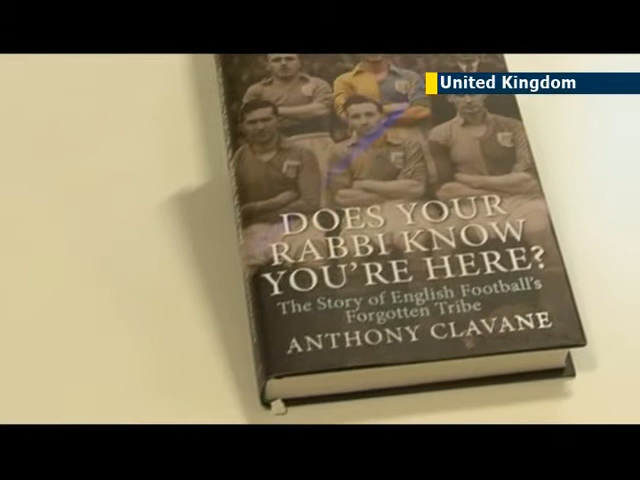 United Kingdom
DOES YOUR
RABBI KNOW
YOU'RE HERE?
The Story of English Football's
Forgotten Tribe
ANTHONY CLAVANE